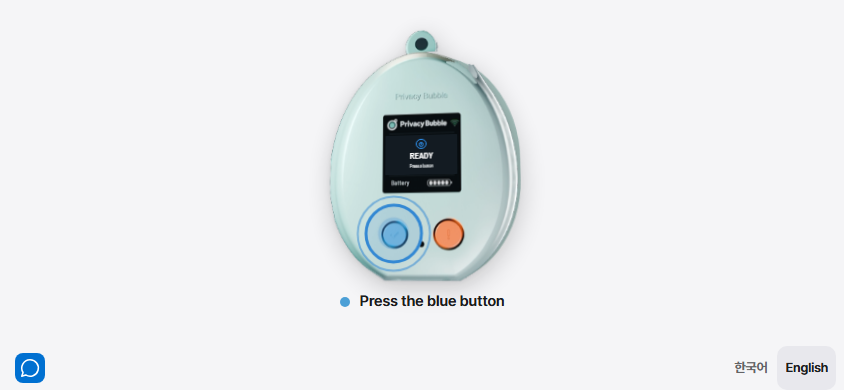 Privacy Bubble
Privacy Bubble
READY
Press a button
Battery
Press the blue button
한국어
English